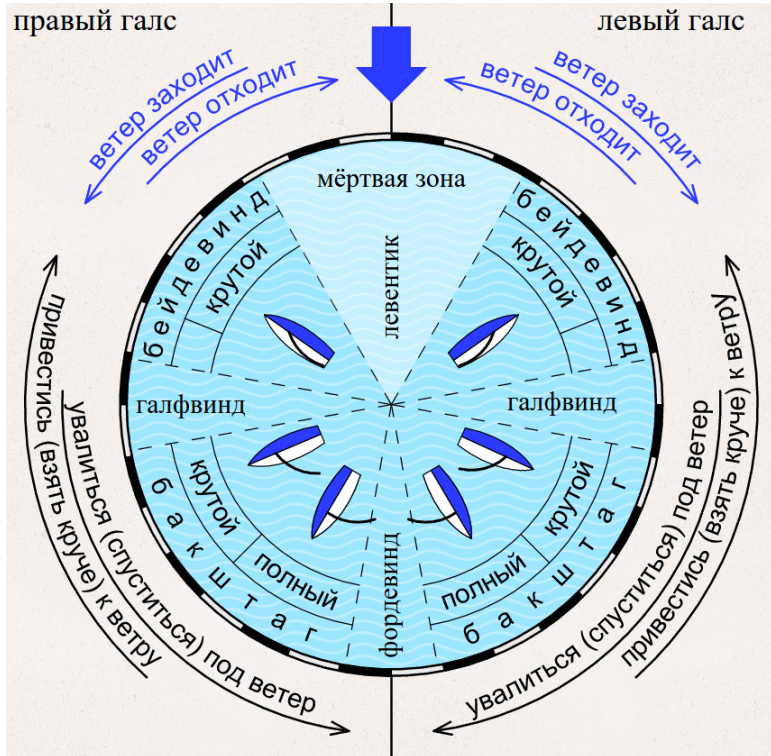 правый галс
левый галс
ветер заходит
ветер отходит
ветер заходит
ветер отходит
мёртвая зона
левентик
бейдевинд
крутой
бейдевинд
крутой
галфвинд
галфвинд
крутой
полный
бакштаг
крутой
полный
бакштаг
фордевинд
привестись (взять круче) к ветру
увалиться (спуститься) под ветер
увалиться (спуститься) под ветер
привестись (взять круче) к ветру